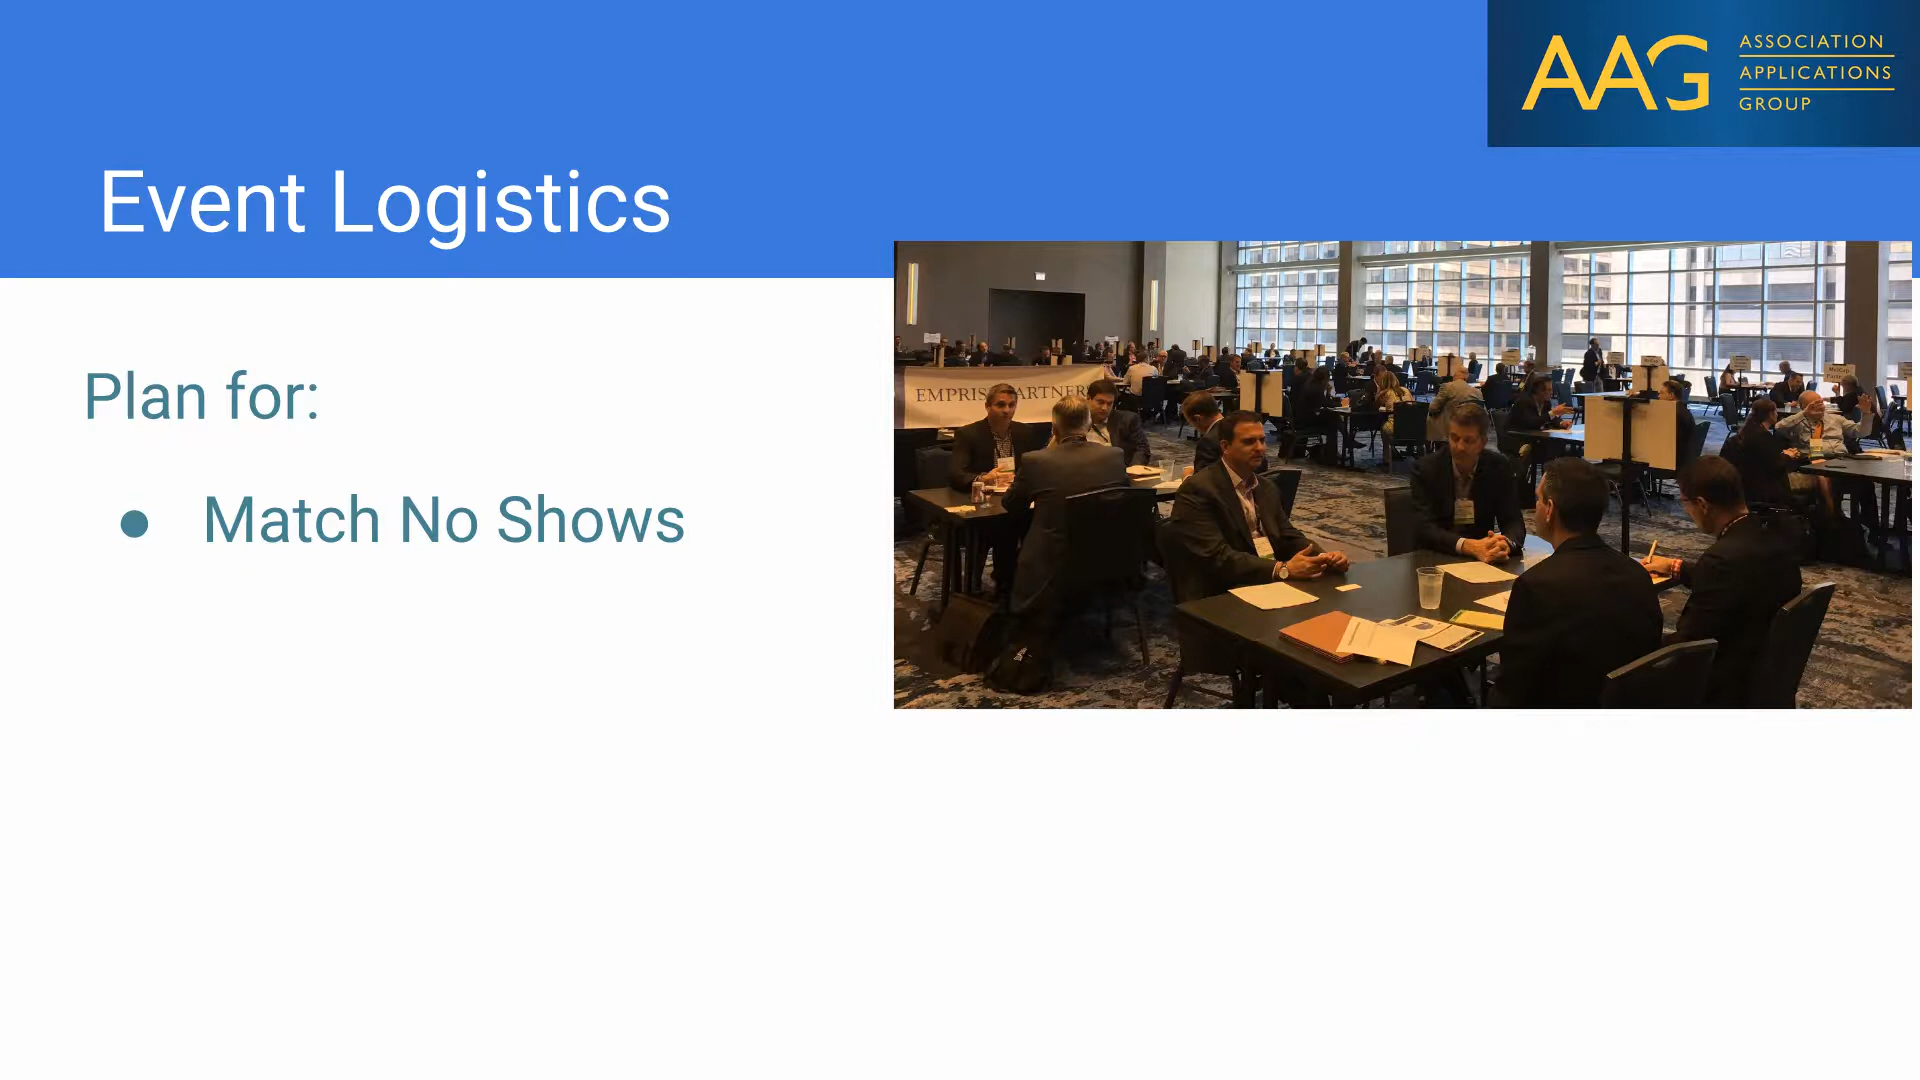 AAG
ASSOCIATION
APPLICATIONS
GROUP
Event Logistics
Plan for:
● Match No Shows